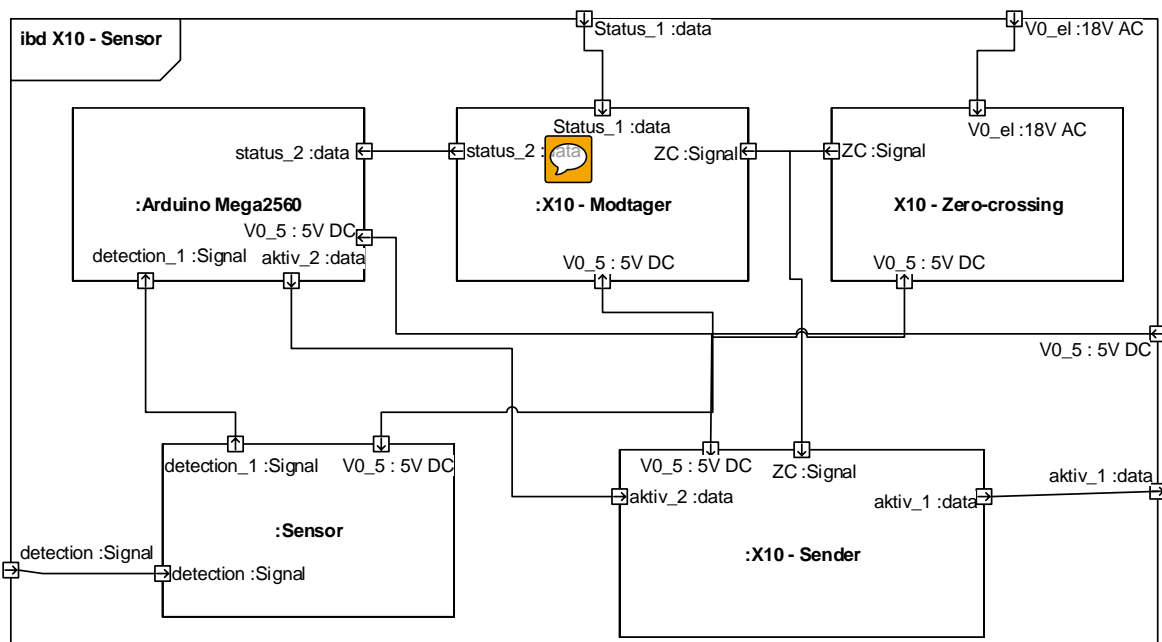 ibd X10 - Sensor
Status_1 :data
V0_el :18V AC
Status_1 :data
V0_el :18V AC
status_2 :data
status_2 :data
ZC :Signal
ZC :Signal
:Arduino Mega2560
:X10 - Modtager
X10 - Zero-crossing
V0_5 : 5V DC
detection_1 :Signal
aktiv_2 :data
V0_5 : 5V DC
V0_5 : 5V DC
V0_5 : 5V DC
detection_1 :Signal
V0_5 : 5V DC
V0_5 : 5V DC
ZC :Signal
aktiv_1 :data
aktiv_2 :data
aktiv_1 :data
:Sensor
:X10 - Sender
detection :Signal
detection :Signal